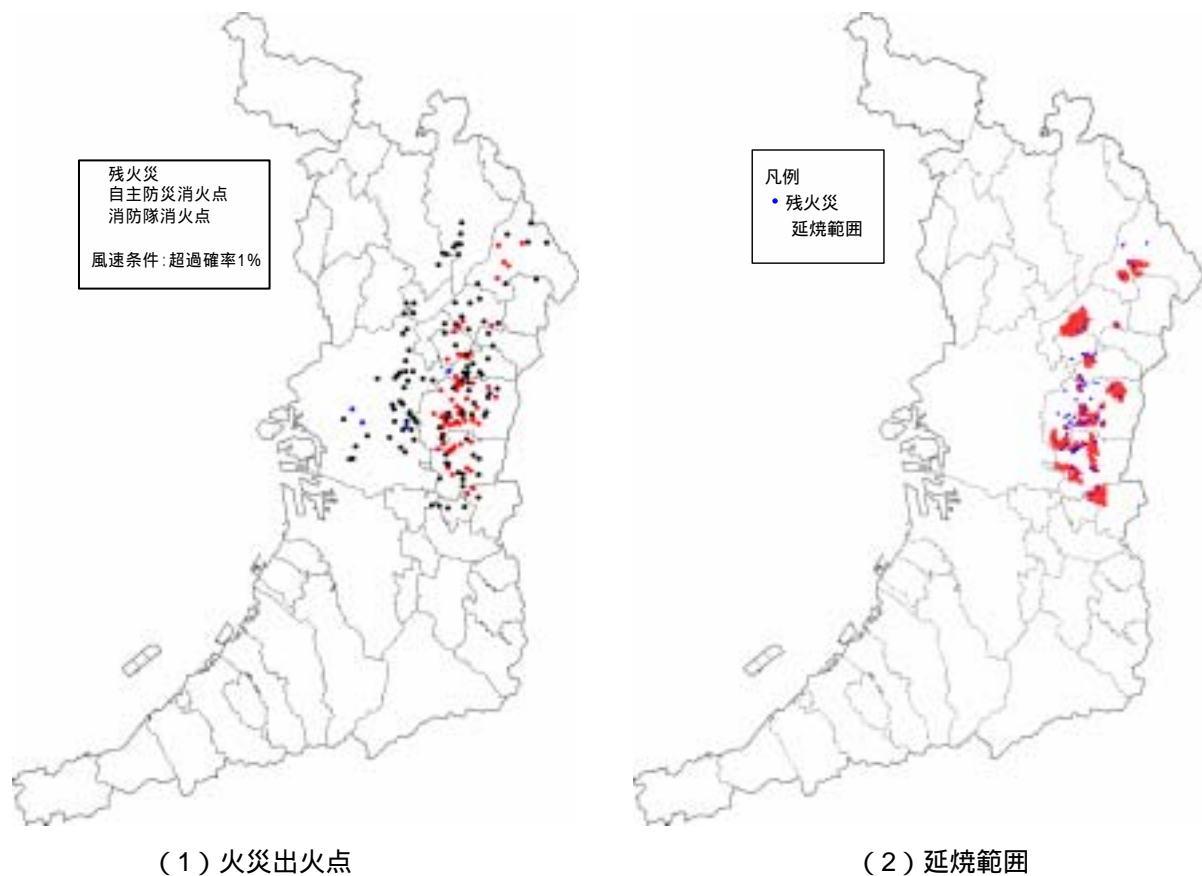 残火災
自主防災消火点
消防隊消火点
風速条件：超過確率1%
凡例
残火災
延焼範囲
（1）火災出火点
（2）延焼範囲